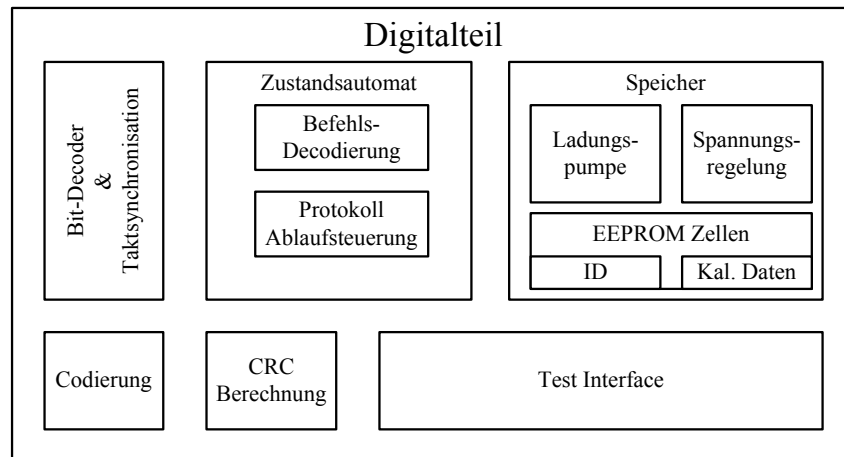 Digitalteil
Bit-Decoder
&
Taktsynchronisation
Zustandsautomat
Befehls-
Decodierung
Protokoll
Ablaufsteuerung
Speicher
Ladungs-
pumpe
Spannungs-
regelung
EEPROM Zellen
ID
Kal. Daten
Codierung
CRC
Berechnung
Test Interface